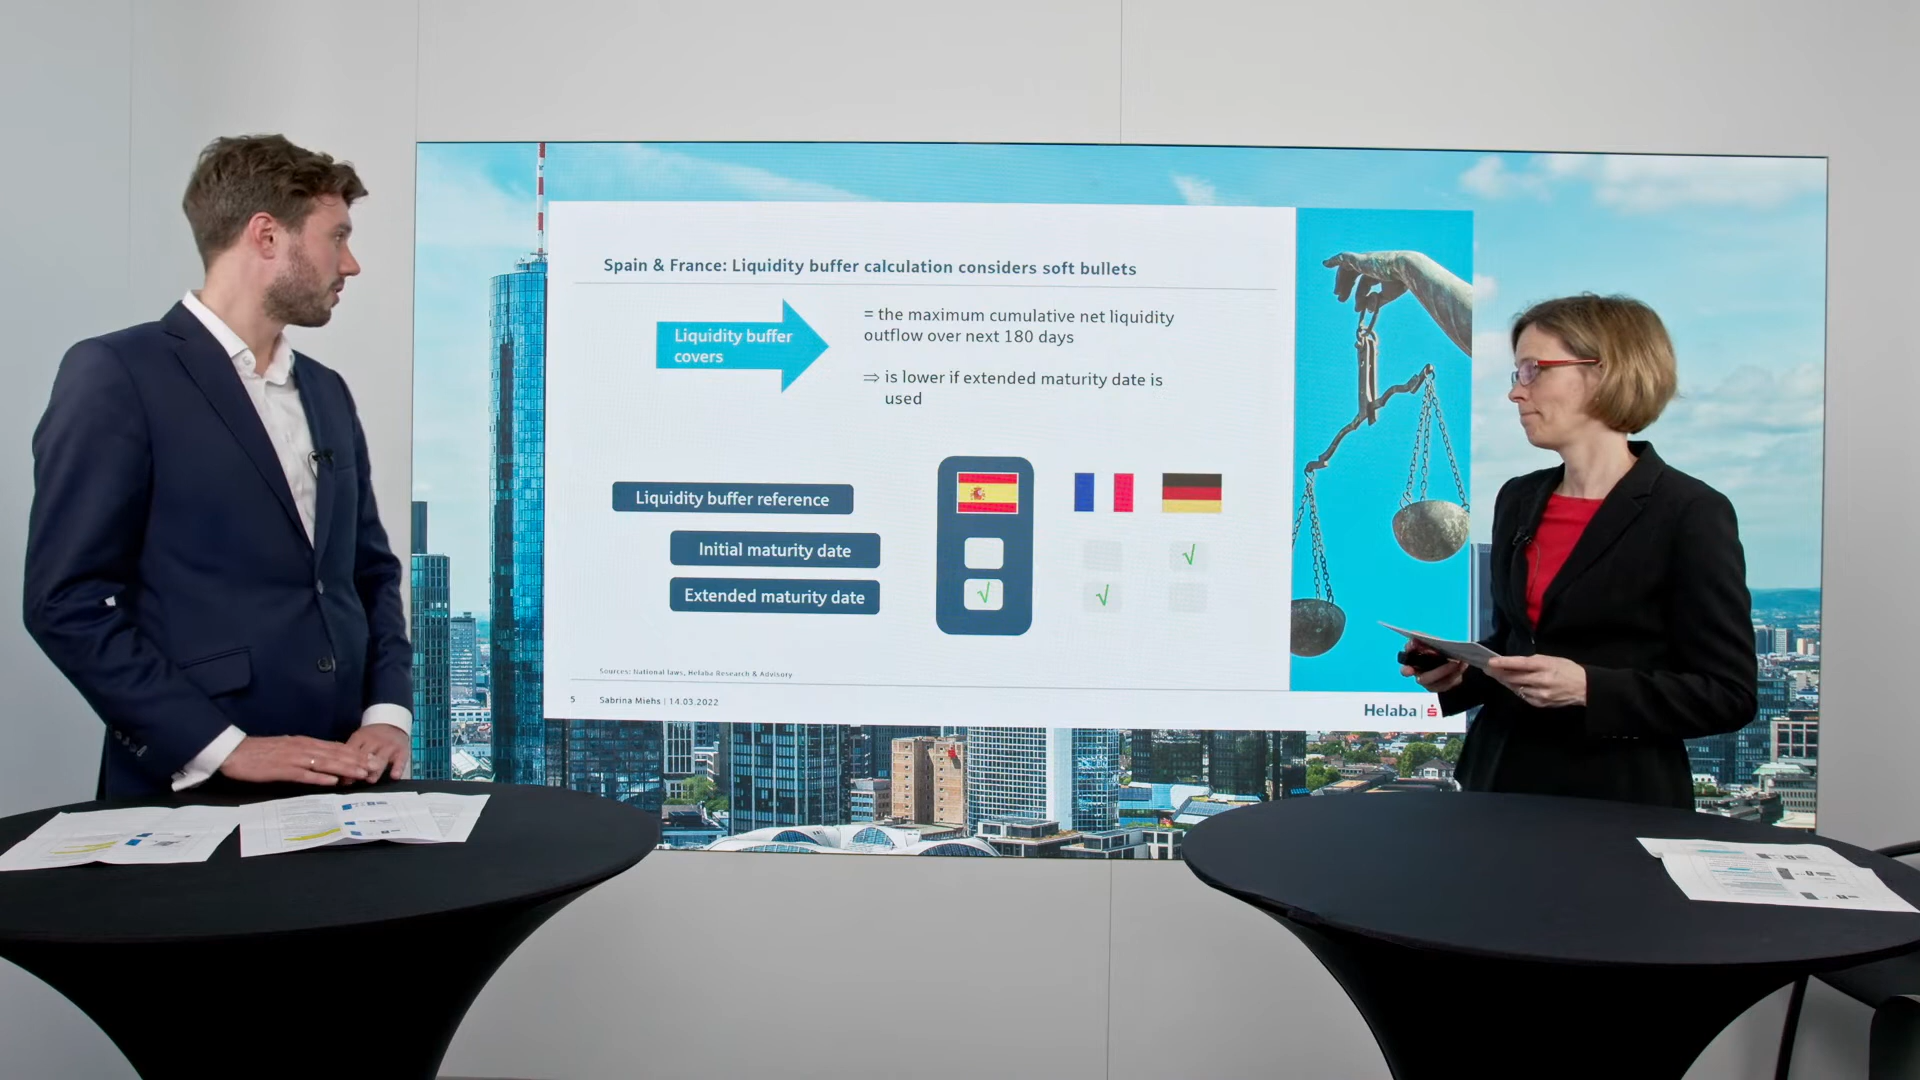 Spain & France: Liquidity buffer calculation considers soft bullets
Liquidity buffer
covers
= the maximum cumulative net liquidity
outflow over next 180 days
⇒ is lower if extended maturity date is
used
Liquidity buffer reference
Initial maturity date
√
Extended maturity date
√ √
Sources: National laws, Helaba Research & Advisory
5 Sabrina Miehs | 14.03.2022
Helaba